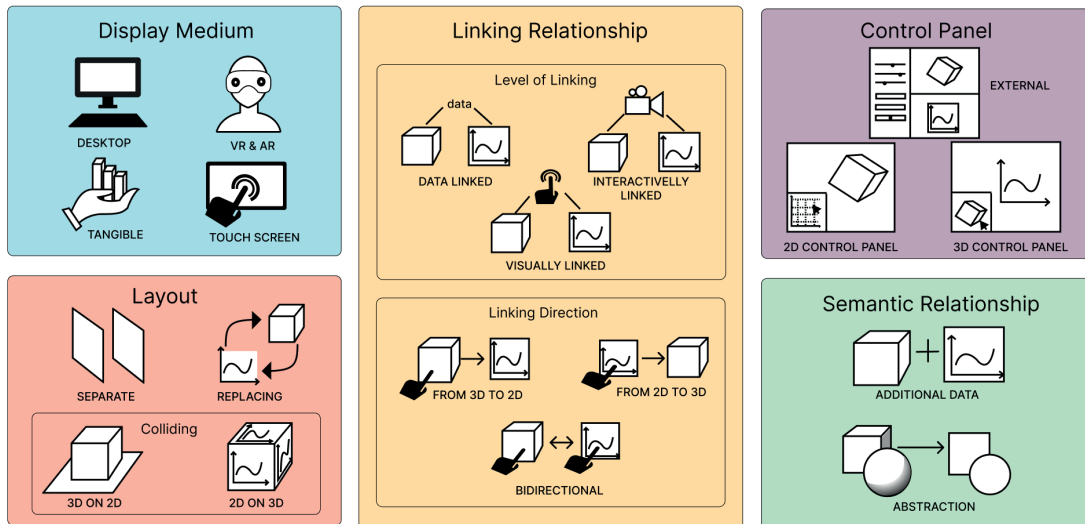 Display Medium
DESKTOP
VR & AR
TANGIBLE
TOUCH SCREEN
Layout
SEPARATE
REPLACING
Colliding
3D ON 2D
2D ON 3D
Linking Relationship
Level of Linking
data
DATA LINKED
INTERACTIVELLY
LINKED
VISUALLY LINKED
Linking Direction
FROM 3D TO 2D
FROM 2D TO 3D
BIDIRECTIONAL
Control Panel
EXTERNAL
2D CONTROL PANEL
3D CONTROL PANEL
Semantic Relationship
ADDITIONAL DATA
ABSTRACTION